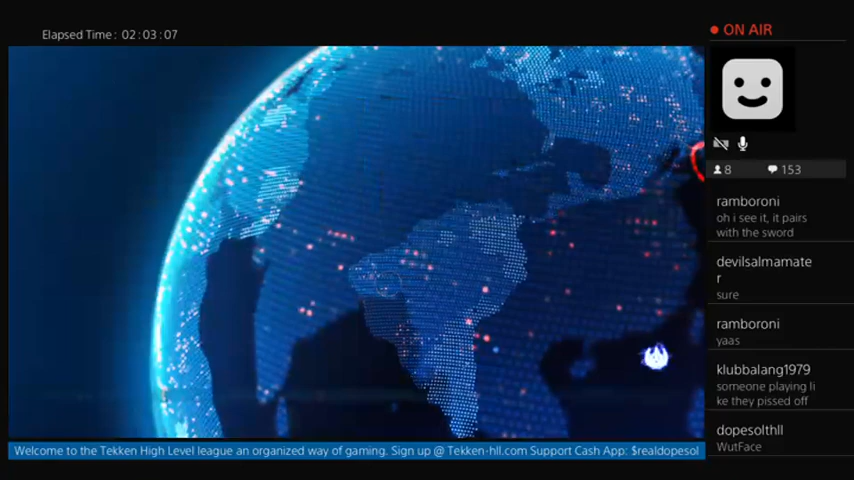 Elapsed Time: 02:03:07
ON AIR
8
153
ramboroni
oh i see it, it pairs
with the sword
devilsalmamate
r
sure
ramboroni
yaas
klubbalang1979
someone playing li
ke they pissed off
dopesolthll
WutFace
Welcome to the Tekken High Level league an organized way of gaming. Sign up @ Tekken-hll.com Support Cash App: $realdopesol